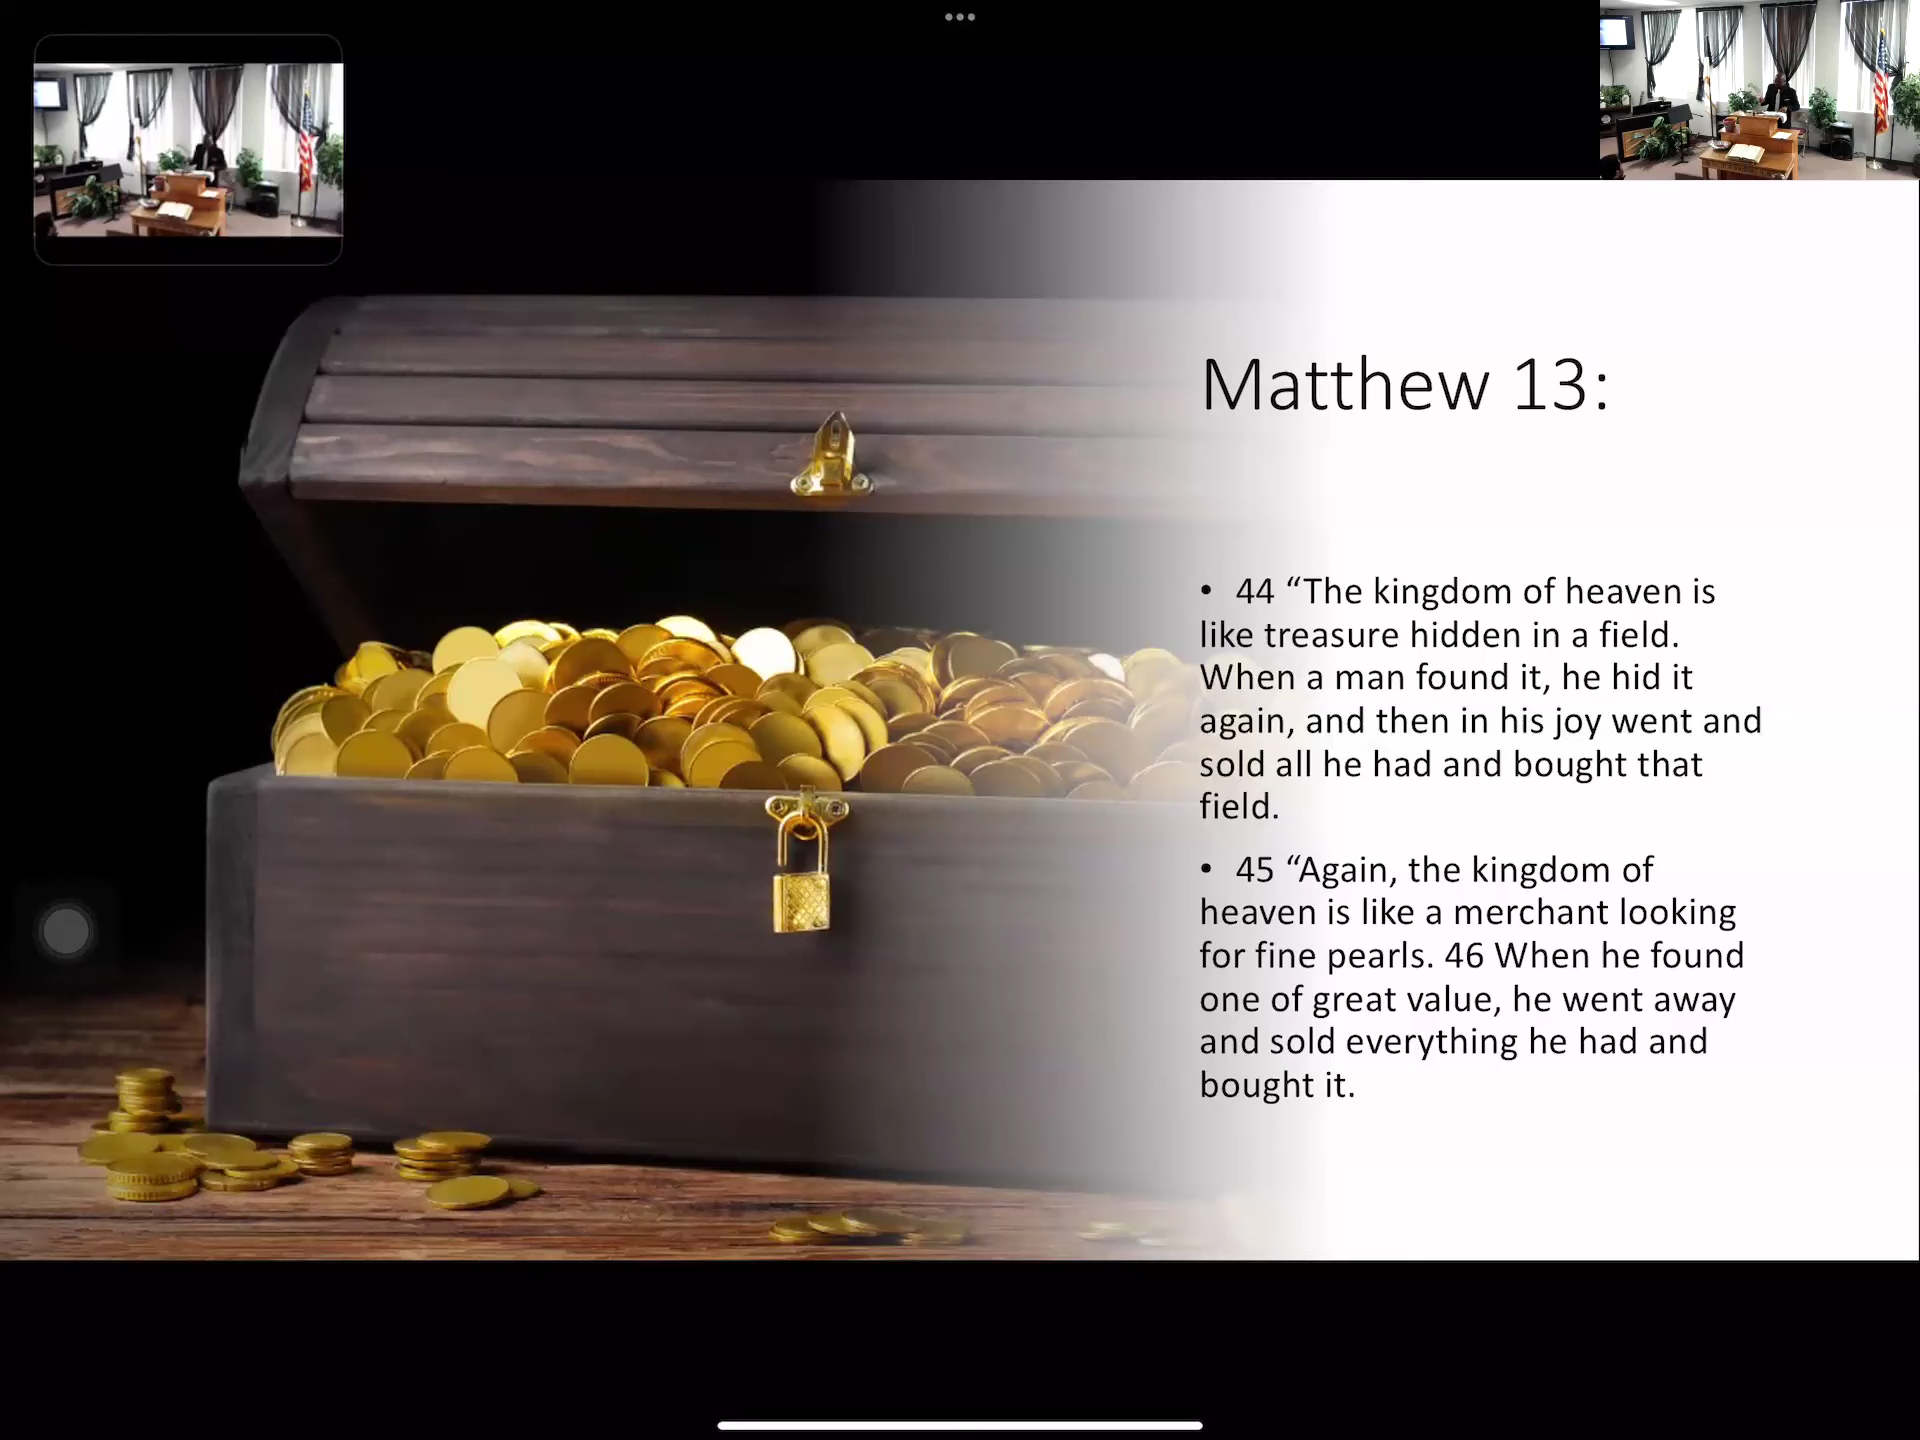 Matthew 13:
• 44 “The kingdom of heaven is
like treasure hidden in a field.
When a man found it, he hid it
again, and then in his joy went and
sold all he had and bought that
field.
• 45 “Again, the kingdom of
heaven is like a merchant looking
for fine pearls. 46 When he found
one of great value, he went away
and sold everything he had and
bought it.